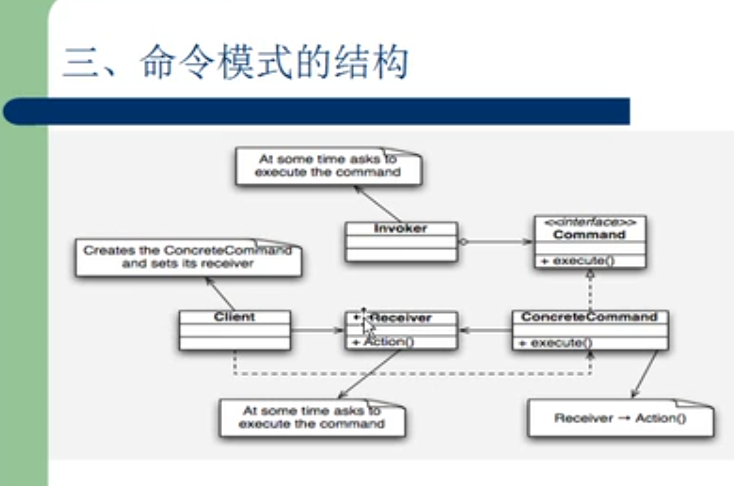 三、命令模式的结构
At some time asks to
execute the command
Invoker
<<interface>>
Command
+ execute()
Creates the ConcreteCommand
and sets its receiver
Client
Receiver
+ Action()
ConcreteCommand
+ execute()
At some time asks to
execute the command
Receiver → Action()